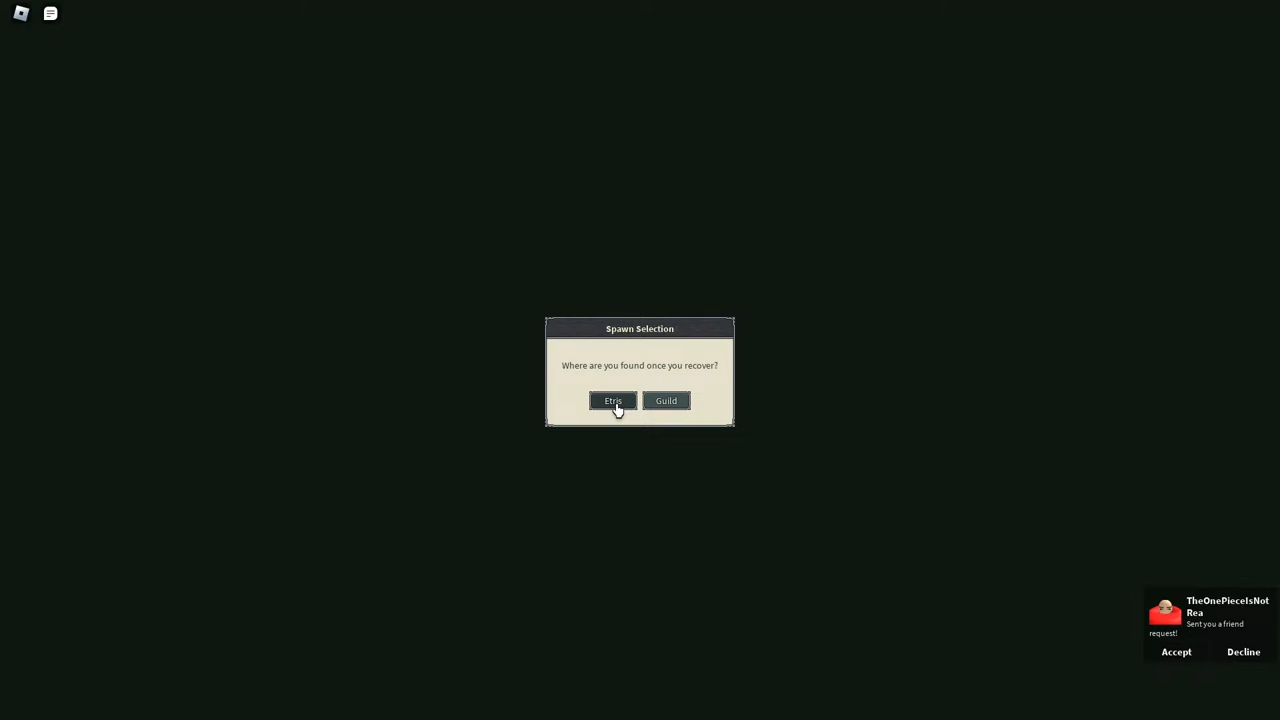 Spawn Selection
Where are you found once you recover?
Etris
Guild
TheOnePieceIsNot
Rea
Sent you a friend
request!
Accept
Decline